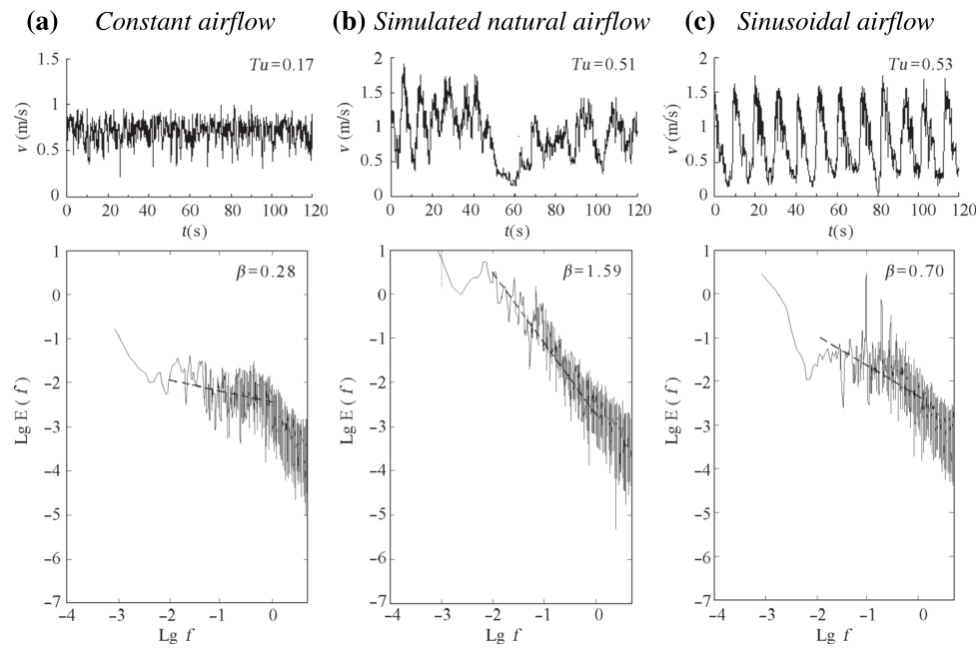 (a) Constant airflow
(b) Simulated natural airflow
(c) Sinusoidal airflow
Tu=0.17
v (m/s)
1.5
1
0.5
0
0 20 40 60 80 100 120
t(s)
Tu=0.51
v (m/s)
2
1.5
1
0.5
0
0 20 40 60 80 100 120
t(s)
Tu=0.53
v (m/s)
2
1.5
1
0.5
0
0 20 40 60 80 100 120
t(s)
β=0.28
Lg E ( f )
1
0
−1
−2
−3
−4
−5
−6
−7
−4 −3 −2 −1 0
Lg f
β=1.59
Lg E ( f )
1
0
−1
−2
−3
−4
−5
−6
−7
−4 −3 −2 −1 0
Lg f
β=0.70
Lg E ( f )
1
0
−1
−2
−3
−4
−5
−6
−7
−4 −3 −2 −1 0
Lg f